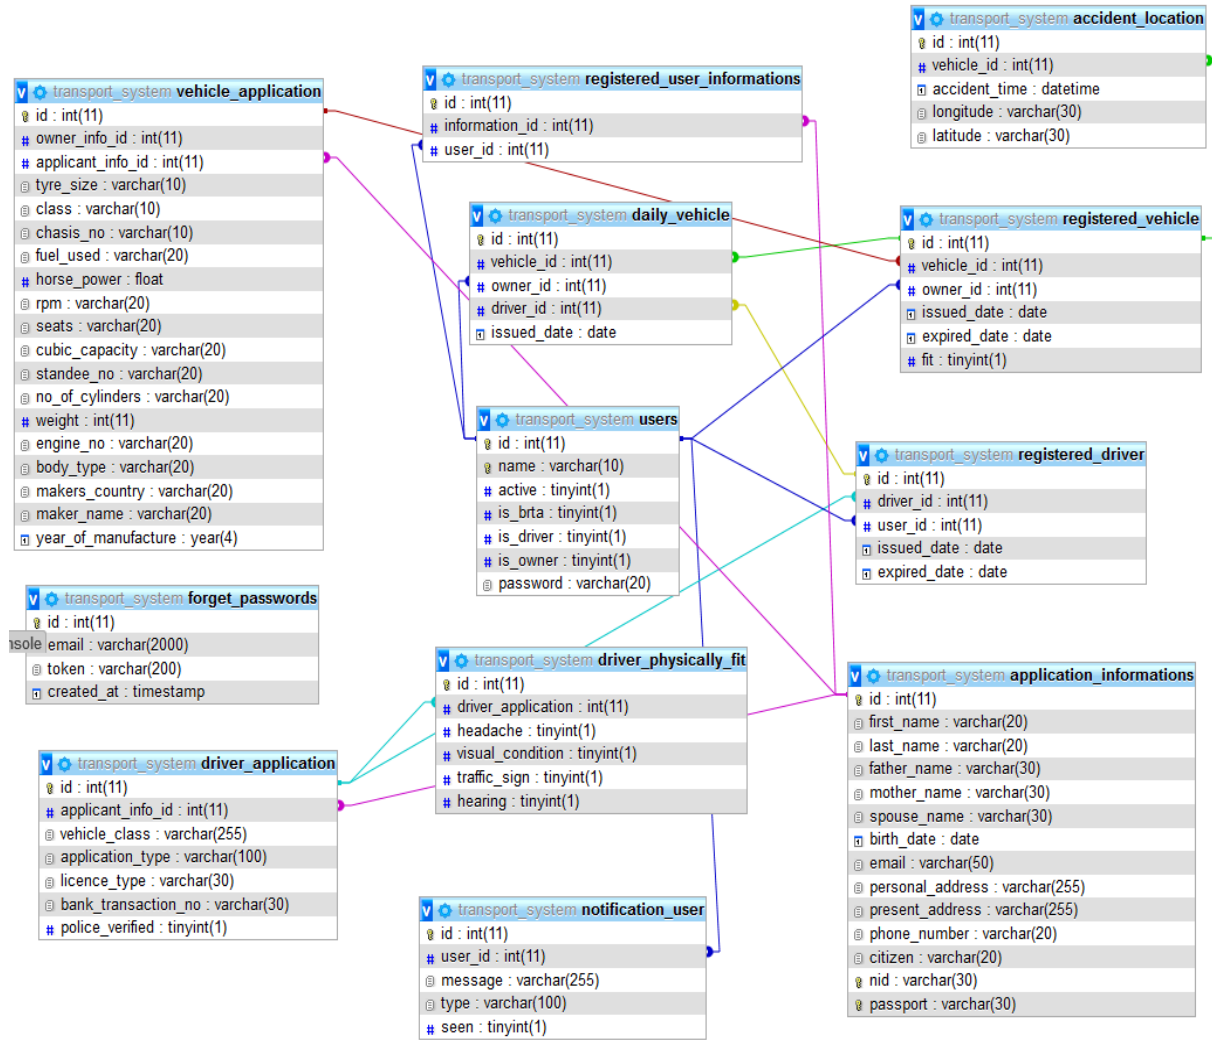 transport_system accident_location
id : int(11)
vehicle_id : int(11)
accident_time : datetime
longitude : varchar(30)
latitude : varchar(30)
transport_system registered_user_informations
id : int(11)
information_id : int(11)
user_id : int(11)
transport_system vehicle_application
id : int(11)
owner_info_id : int(11)
applicant_info_id : int(11)
tyre_size : varchar(10)
class : varchar(10)
chasis_no : varchar(10)
fuel_used : varchar(20)
horse_power : float
rpm : varchar(20)
seats : varchar(20)
cubic_capacity : varchar(20)
standee_no : varchar(20)
no_of_cylinders : varchar(20)
weight : int(11)
engine_no : varchar(20)
body_type : varchar(20)
makers_country : varchar(20)
maker_name : varchar(20)
year_of_manufacture : year(4)
transport_system daily_vehicle
id : int(11)
vehicle_id : int(11)
owner_id : int(11)
driver_id : int(11)
issued_date : date
transport_system registered_vehicle
id : int(11)
vehicle_id : int(11)
owner_id : int(11)
issued_date : date
expired_date : date
fit : tinyint(1)
transport_system users
id : int(11)
name : varchar(10)
active : tinyint(1)
is_brta : tinyint(1)
is_driver : tinyint(1)
is_owner : tinyint(1)
password : varchar(20)
transport_system registered_driver
id : int(11)
driver_id : int(11)
user_id : int(11)
issued_date : date
expired_date : date
transport_system forget_passwords
id : int(11)
nsole
email : varchar(2000)
token : varchar(200)
created_at : timestamp
transport_system driver_physically_fit
id : int(11)
driver_application : int(11)
headache : tinyint(1)
visual_condition : tinyint(1)
traffic_sign : tinyint(1)
hearing : tinyint(1)
transport_system application_informations
id : int(11)
first_name : varchar(20)
last_name : varchar(20)
father_name : varchar(30)
mother_name : varchar(30)
spouse_name : varchar(30)
birth_date : date
email : varchar(50)
personal_address : varchar(255)
present_address : varchar(255)
phone_number : varchar(20)
citizen : varchar(20)
nid : varchar(30)
passport : varchar(30)
transport_system driver_application
id : int(11)
applicant_info_id : int(11)
vehicle_class : varchar(255)
application_type : varchar(100)
licence_type : varchar(30)
bank_transaction_no : varchar(30)
police_verified : tinyint(1)
transport_system notification_user
id : int(11)
user_id : int(11)
message : varchar(255)
type : varchar(100)
seen : tinyint(1)